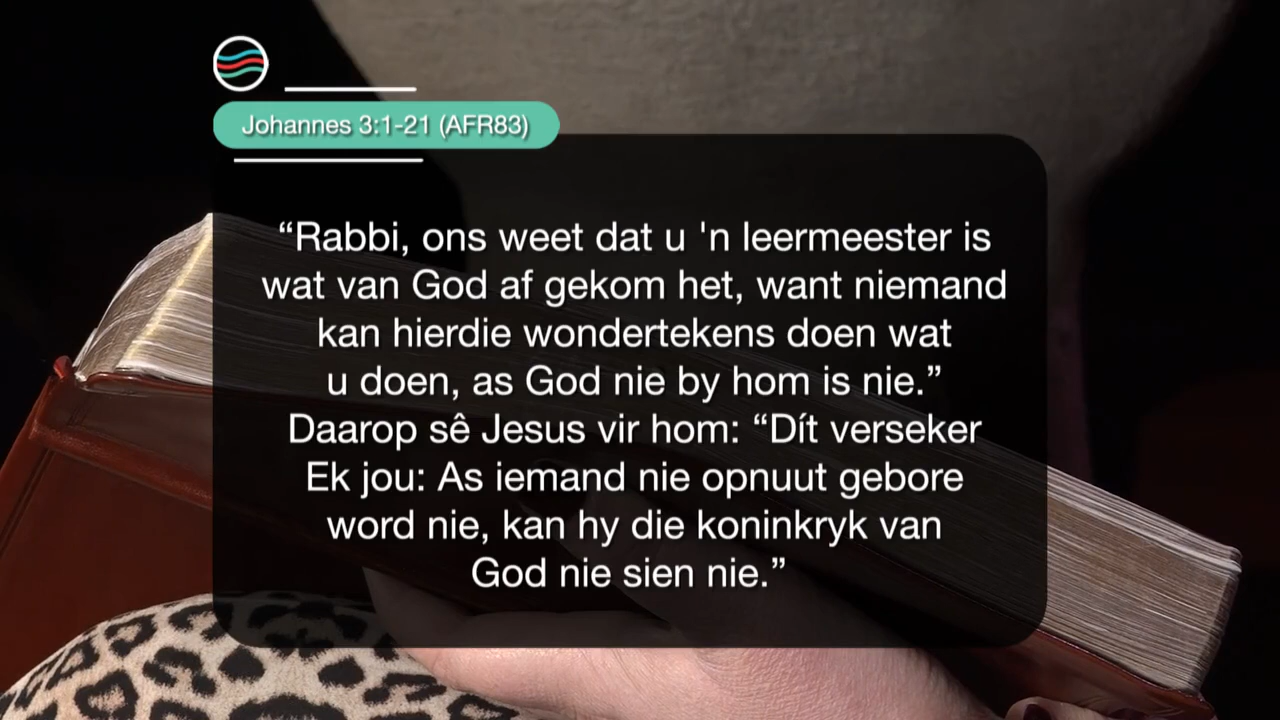 Johannes 3:1-21 (AFR83)
“Rabbi, ons weet dat u 'n leermeester is
wat van God af gekom het, want niemand
kan hierdie wondertekens doen wat
u doen, as God nie by hom is nie.”
Daarop sê Jesus vir hom: “Dít verseker
Ek jou: As iemand nie opnuut gebore
word nie, kan hy die koninkryk van
God nie sien nie.”